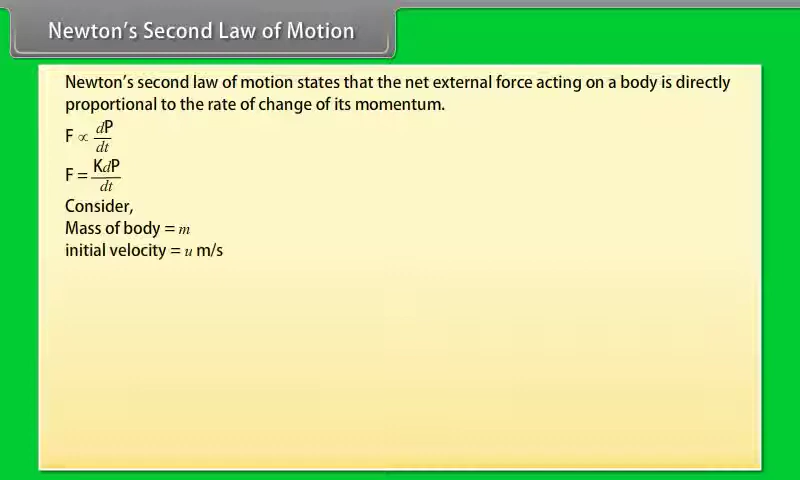 Newton's Second Law of Motion
Newton's second law of motion states that the net external force acting on a body is directly
proportional to the rate of change of its momentum.
F ∝ dP/dt
F = KdP/dt
Consider,
Mass of body = m
initial velocity = u m/s